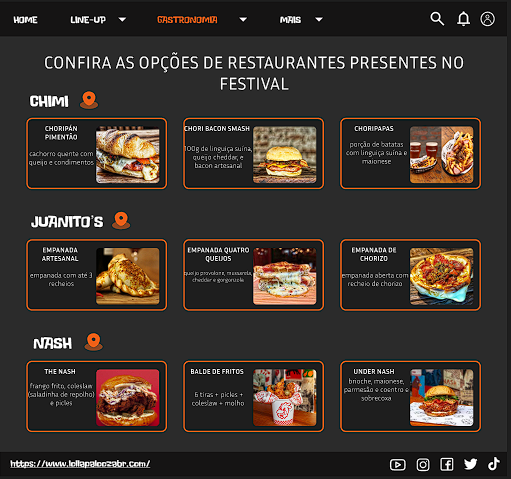 HOME LINE-UP GASTRONOMIA MAIS
CONFIRA AS OPÇÕES DE RESTAURANTES PRESENTES NO
FESTIVAL
CHIMI
CHORIPÁN
PIMENTÃO
cachorro quente com
queijo e condimentos
CHORI BACON SMASH
100g de linguiça suína,
queijo cheddar, e
bacon artesanal
CHORIPAPAS
porção de batatas
com linguiça suína e
maionese
JUANITO'S
EMPANADA
ARTESANAL
empanada com até 3
recheios
EMPANADA QUATRO
QUEIJOS
queijo provolone, mussarela,
cheddar e gorgonzola
EMPANADA DE
CHORIZO
empanada aberta com
recheio de chorizo
NASH
THE NASH
frango frito, coleslaw
(saladinha de repolho)
e picles
BALDE DE FRITOS
6 tiras + picles +
coleslaw + molho
UNDER NASH
brioche, maionese,
parmesão e coentro e
sobrecoxa
https://www.lollapaloozabr.com/